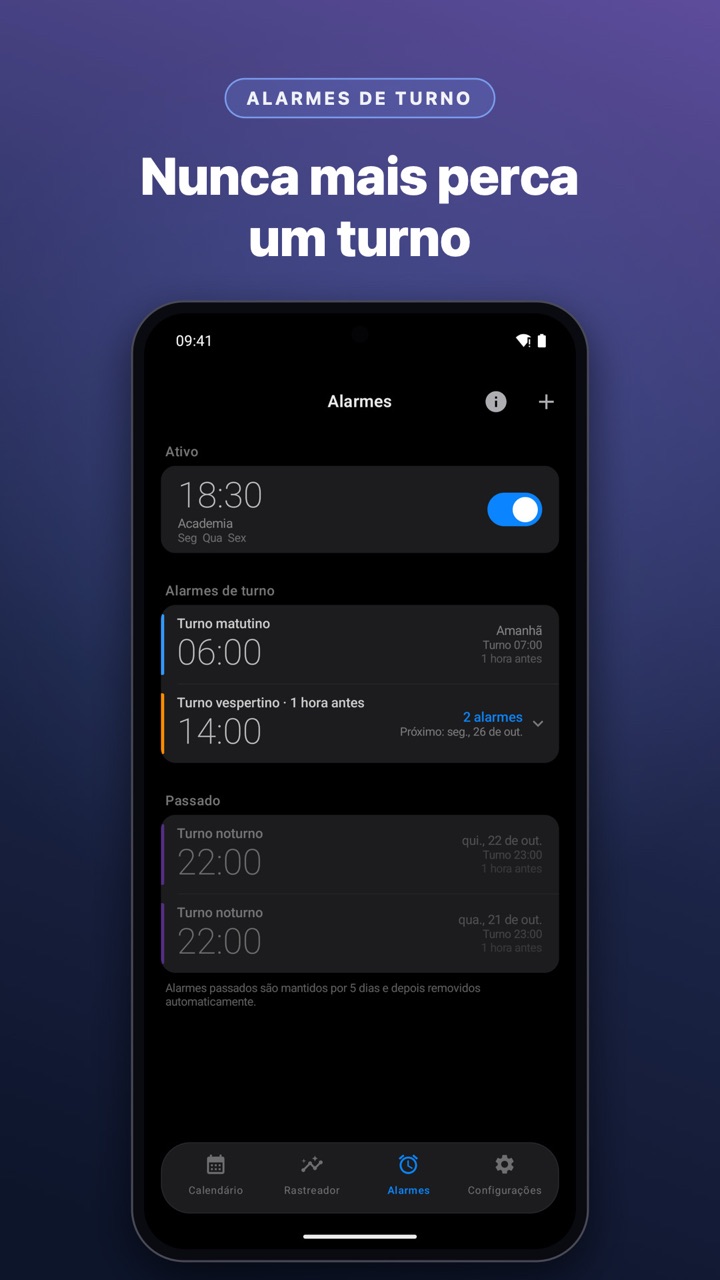 ALARMES DE TURNO
Nunca mais perca
um turno
09:41
Alarmes
Ativo
18:30
Academia
Seg Qua Sex
Alarmes de turno
Turno matutino
06:00
Amanhã
Turno 07:00
1 hora antes
Turno vespertino · 1 hora antes
14:00
2 alarmes
Próximo: seg., 26 de out.
Passado
Turno noturno
22:00
qui., 22 de out.
Turno 23:00
1 hora antes
Turno noturno
22:00
qua., 21 de out.
Turno 23:00
1 hora antes
Alarmes passados são mantidos por 5 dias e depois removidos
automaticamente.
Calendário
Rastreador
Alarmes
Configurações